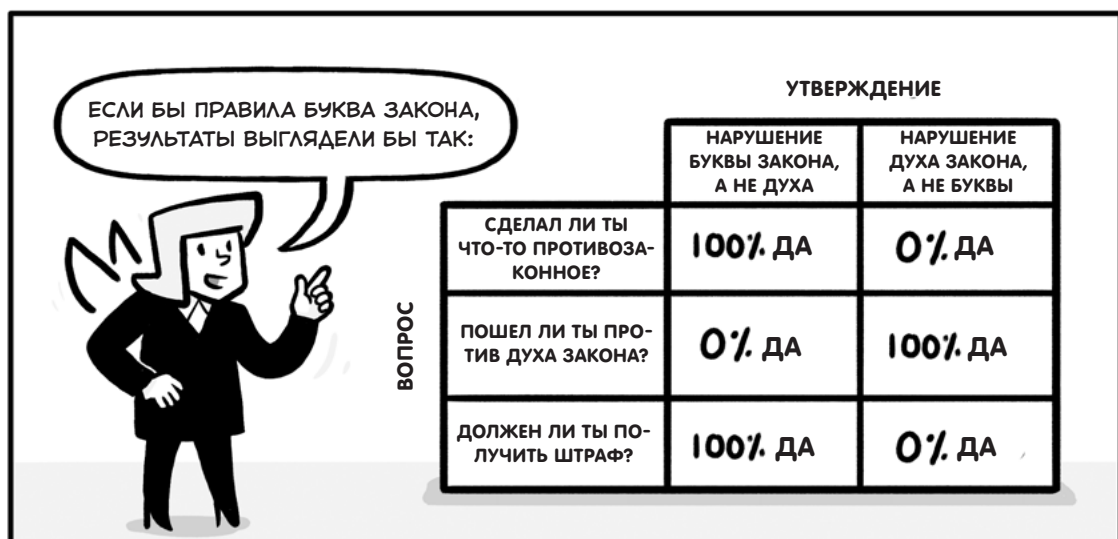 ЕСЛИ БЫ ПРАВИЛА БУКВА ЗАКОНА,
РЕЗУЛЬТАТЫ ВЫГЛЯДЕЛИ БЫ ТАК:
УТВЕРЖДЕНИЕ
НАРУШЕНИЕ
БУКВЫ ЗАКОНА,
А НЕ ДУХА
НАРУШЕНИЕ
ДУХА ЗАКОНА,
А НЕ БУКВЫ
ВОПРОС
СДЕЛАЛ ЛИ ТЫ
ЧТО-ТО ПРОТИВОЗА-
КОННОЕ?
100% ДА
0% ДА
ПОШЕЛ ЛИ ТЫ ПРО-
ТИВ ДУХА ЗАКОНА?
0% ДА
100% ДА
ДОЛЖЕН ЛИ ТЫ ПО-
ЛУЧИТЬ ШТРАФ?
100% ДА
0% ДА